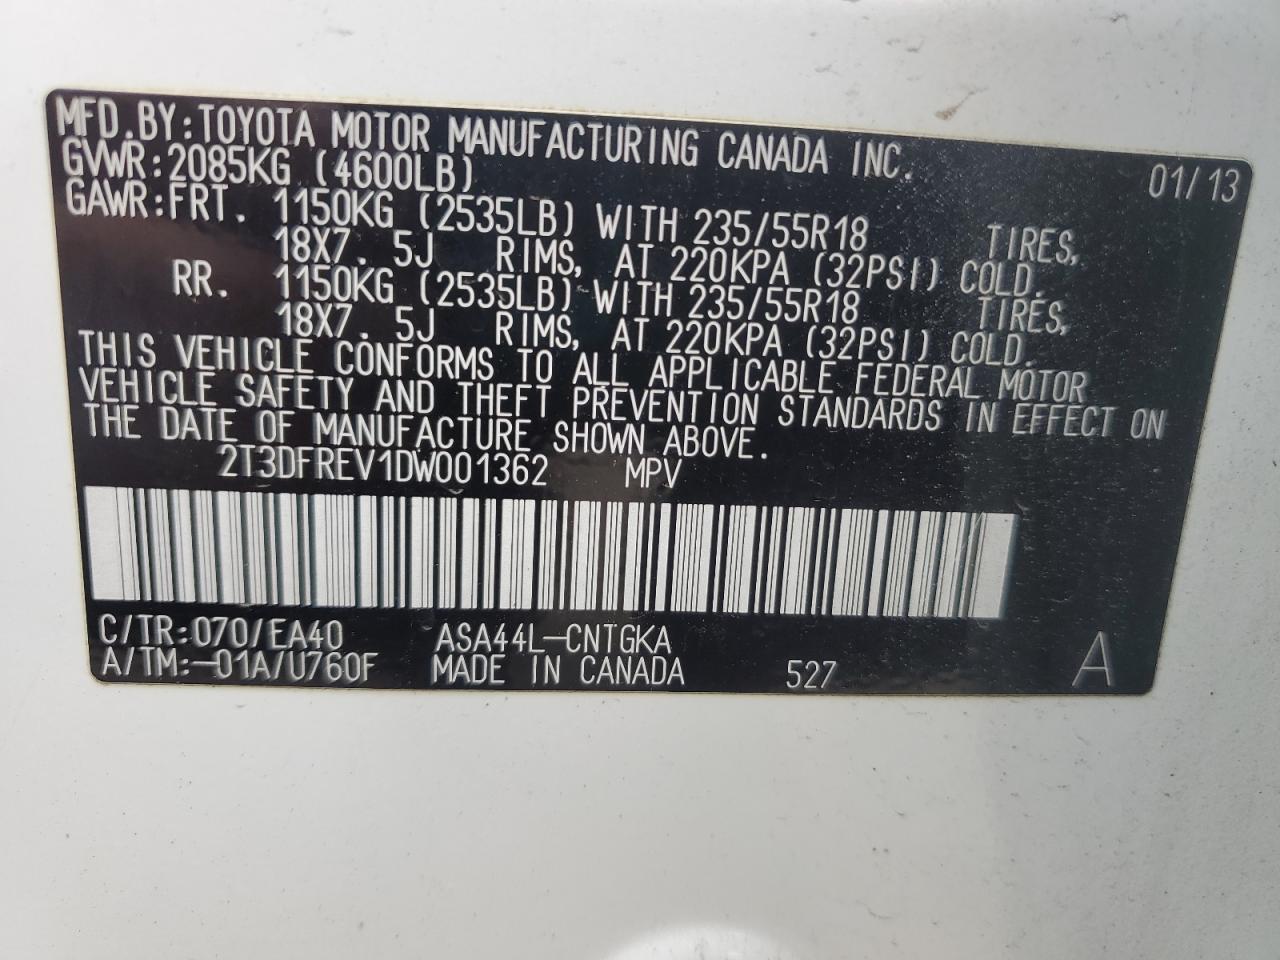 MFD.BY:TOYOTA MOTOR MANUFACTURING CANADA INC. 01/13
GVWR:2085KG (4600LB)
GAWR:FRT. 1150KG (2535LB) WITH 235/55R18 TIRES,
18X7. 5J RIMS, AT 220KPA (32PSI) COLD.
RR. 1150KG (2535LB) WITH 235/55R18 TIRES,
18X7. 5J RIMS, AT 220KPA (32PSI) COLD.
THIS VEHICLE CONFORMS TO ALL APPLICABLE FEDERAL MOTOR
VEHICLE SAFETY AND THEFT PREVENTION STANDARDS IN EFFECT ON
THE DATE OF MANUFACTURE SHOWN ABOVE.
2T3DFREV1DW001362 MPV
C/TR:070/EA40 ASA44L-CNTGKA
A/TM:-01A/U760F MADE IN CANADA 527 A